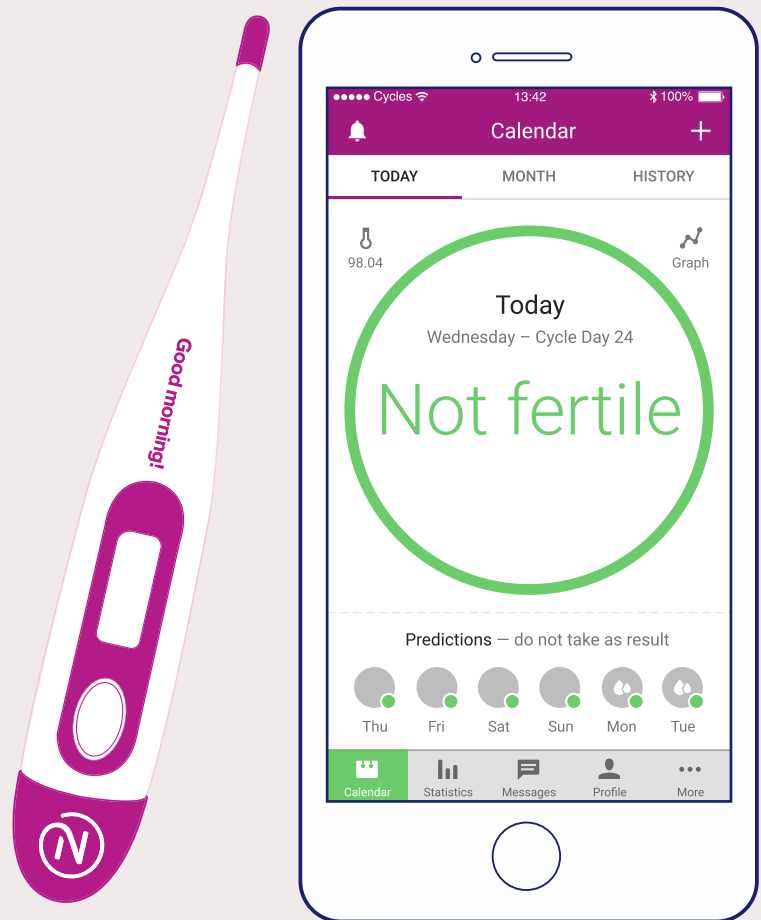 Good morning!
N
Cycles 13:42 100%
Calendar
TODAY MONTH HISTORY
98.04 Graph
Today
Wednesday – Cycle Day 24
Not fertile
Predictions — do not take as result
Thu Fri Sat Sun Mon Tue
Calendar Statistics Messages Profile More